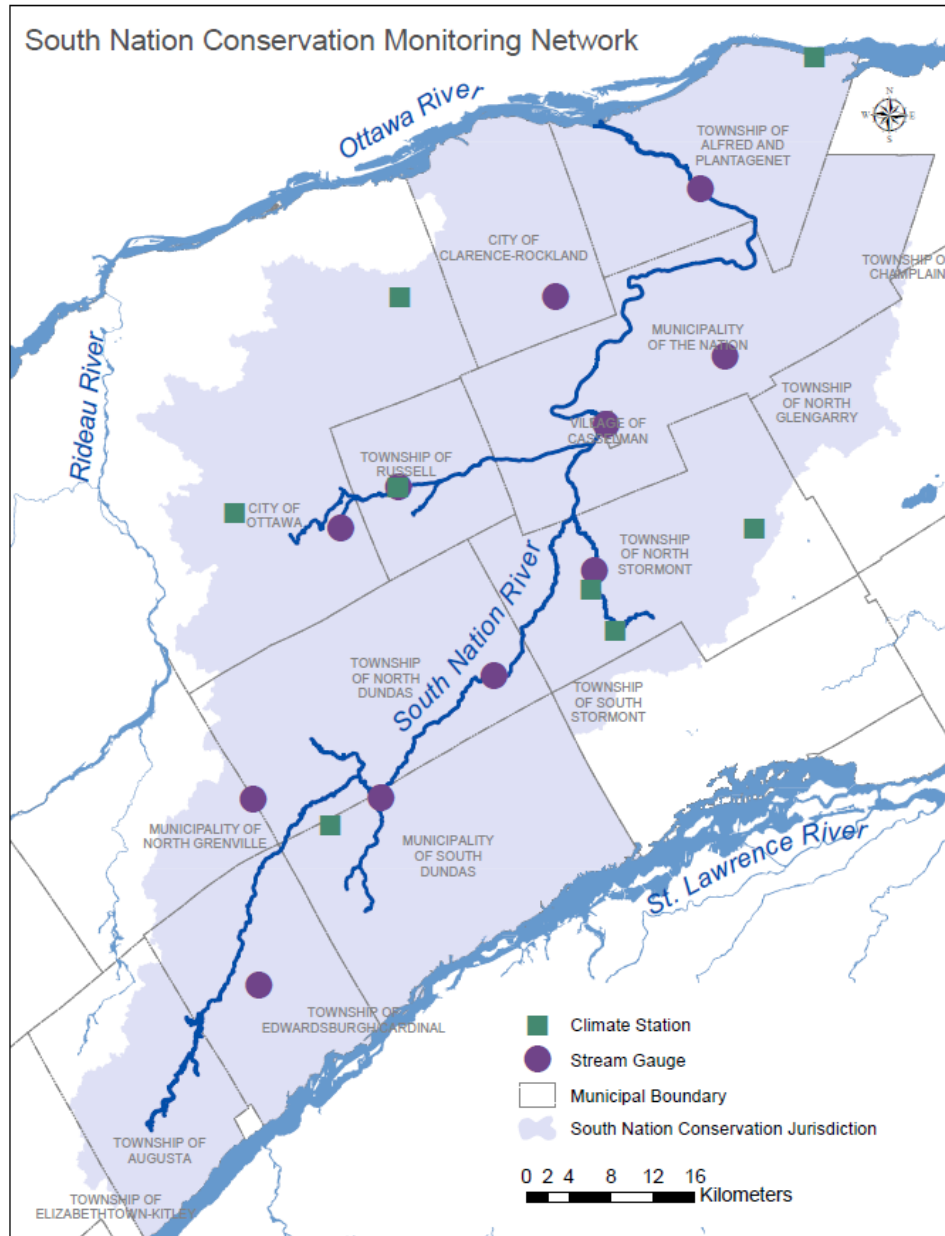 South Nation Conservation Monitoring Network
Ottawa River
N
W E
S
TOWNSHIP OF
ALFRED AND
PLANTAGENET
CITY OF
CLARENCE-ROCKLAND
TOWNSHIP O
CHAMPLAIN
Rideau River
MUNICIPALITY
OF THE NATION
TOWNSHIP
OF NORTH
GLENGARRY
VILLAGE OF
CASSELMAN
TOWNSHIP OF
RUSSELL
CITY OF
OTTAWA
TOWNSHIP
OF NORTH
STORMONT
South Nation River
TOWNSHIP
OF NORTH
DUNDAS
TOWNSHIP
OF SOUTH
STORMONT
MUNICIPALITY OF
NORTH GRENVILLE
MUNICIPALITY
OF SOUTH
DUNDAS
St. Lawrence River
TOWNSHIP OF
EDWARDSBURGH/CARDINAL
TOWNSHIP OF
AUGUSTA
TOWNSHIP OF
ELIZABETHTOWN-KITLEY
Climate Station
Stream Gauge
Municipal Boundary
South Nation Conservation Jurisdiction
0 2 4 8 12 16
Kilometers